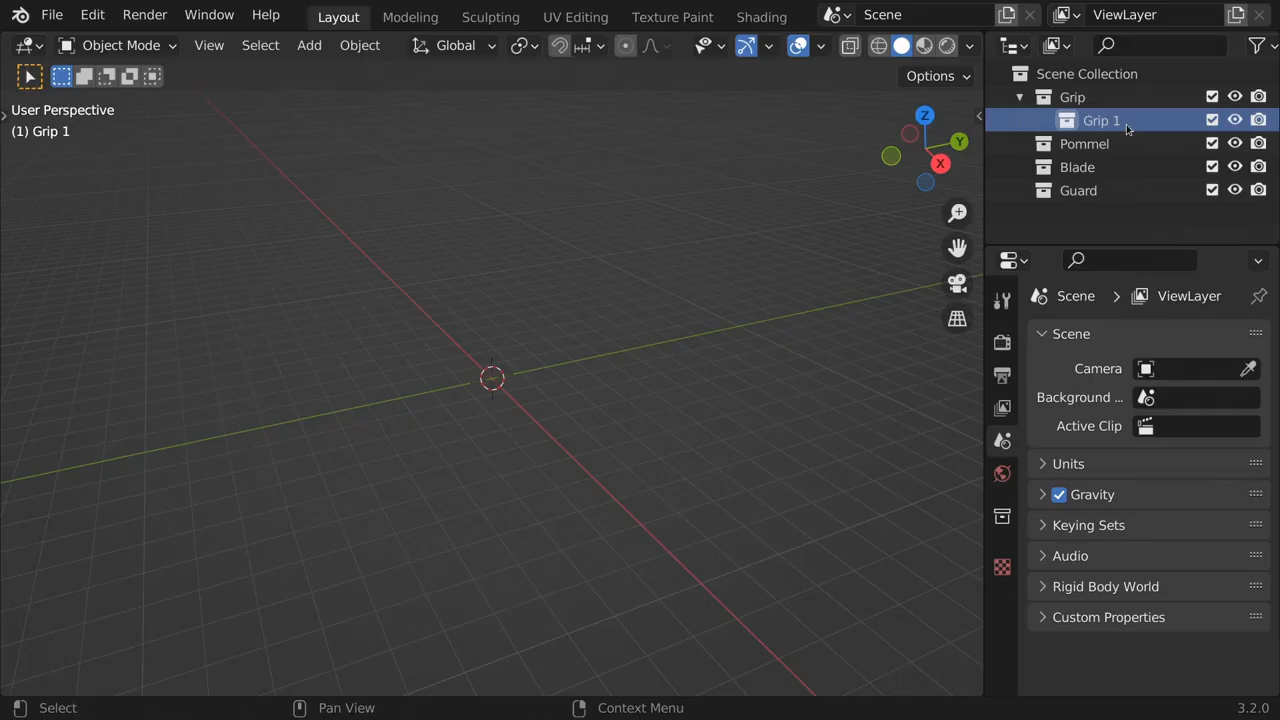 File Edit Render Window Help Layout Modeling Sculpting UV Editing Texture Paint Shading Scene ViewLayer
Object Mode View Select Add Object Global
Options
User Perspective
(1) Grip 1
Z
Y
X
Scene Collection
Grip
Grip 1
Pommel
Blade
Guard
Scene ViewLayer
Scene
Camera
Background ...
Active Clip
Units
Gravity
Keying Sets
Audio
Rigid Body World
Custom Properties
Select Pan View Context Menu 3.2.0